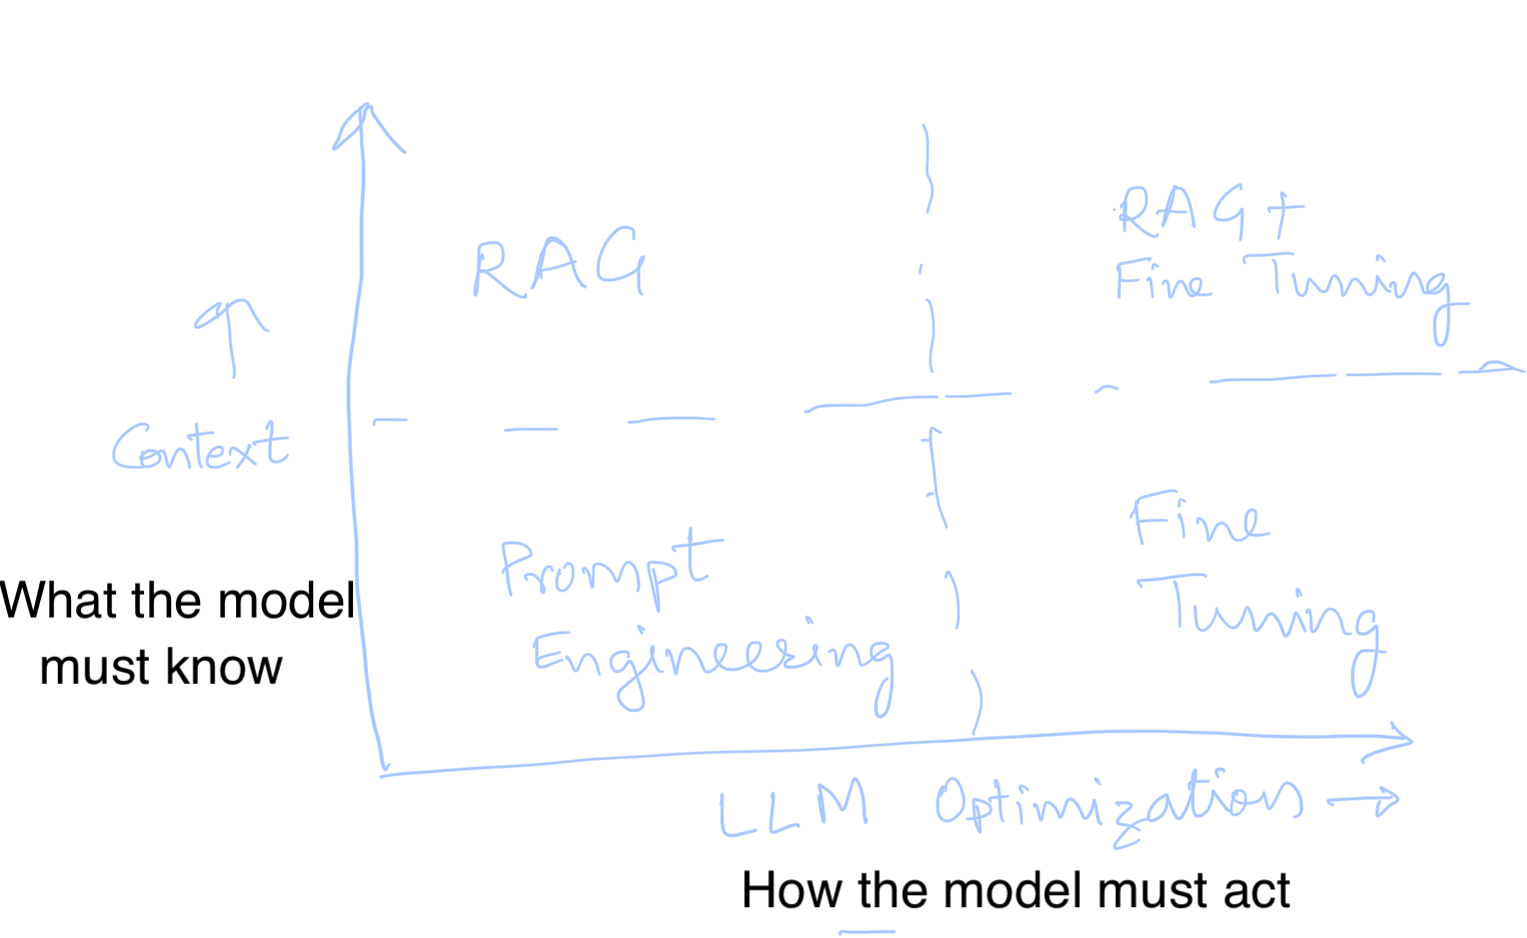 RAG
RAG +
Fine Tuning
Context
Prompt
Engineering
Fine
Tuning
What the model
must know
LLM Optimization
How the model must act